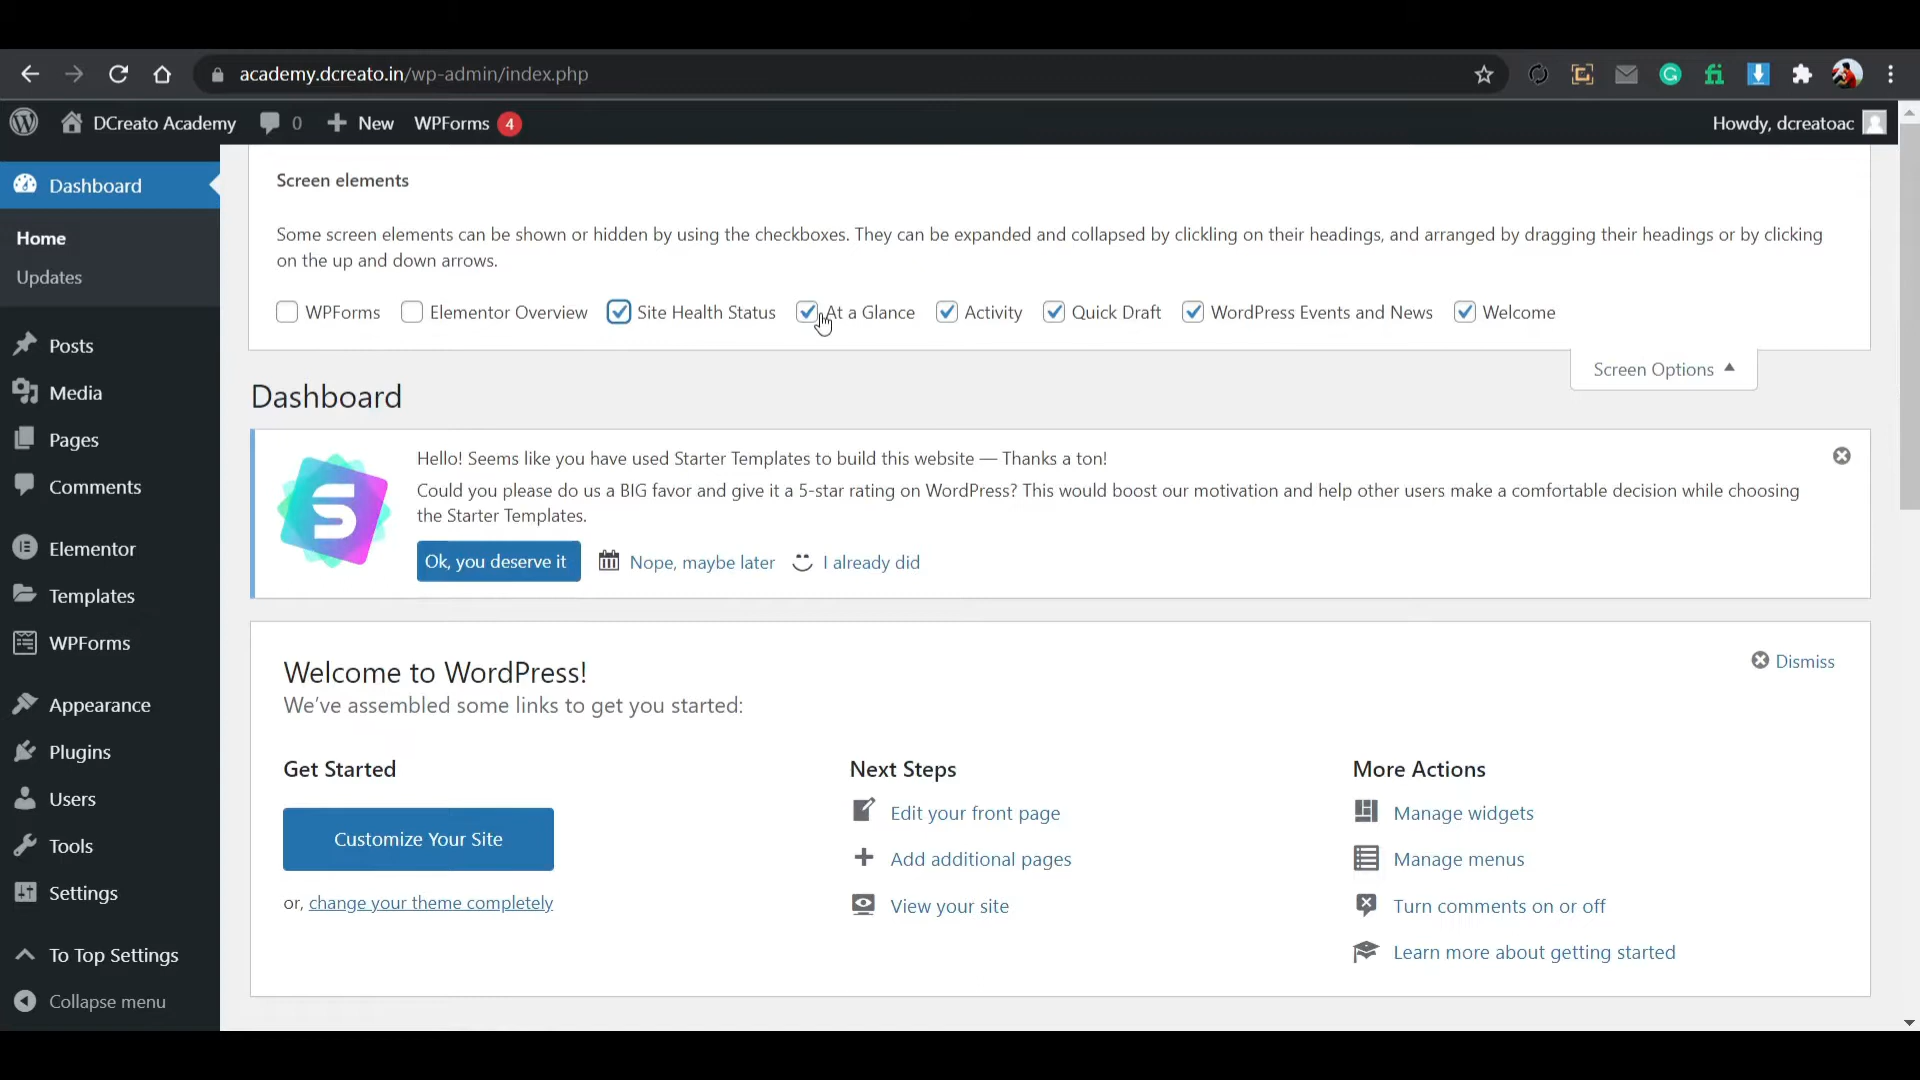 academy.dcreato.in/wp-admin/index.php
DCreato Academy 0 New WPForms 4 Howdy, dcreatoac
Dashboard
Home
Updates
Posts
Media
Pages
Comments
Elementor
Templates
WPForms
Appearance
Plugins
Users
Tools
Settings
To Top Settings
Collapse menu
Screen elements
Some screen elements can be shown or hidden by using the checkboxes. They can be expanded and collapsed by clickling on their headings, and arranged by dragging their headings or by clicking
on the up and down arrows.
WPForms Elementor Overview Site Health Status At a Glance Activity Quick Draft WordPress Events and News Welcome
Screen Options
Dashboard
Hello! Seems like you have used Starter Templates to build this website — Thanks a ton!
Could you please do us a BIG favor and give it a 5-star rating on WordPress? This would boost our motivation and help other users make a comfortable decision while choosing
the Starter Templates.
Ok, you deserve it Nope, maybe later I already did
Welcome to WordPress!
Dismiss
We've assembled some links to get you started:
Get Started
Customize Your Site
or, change your theme completely
Next Steps
Edit your front page
Add additional pages
View your site
More Actions
Manage widgets
Manage menus
Turn comments on or off
Learn more about getting started